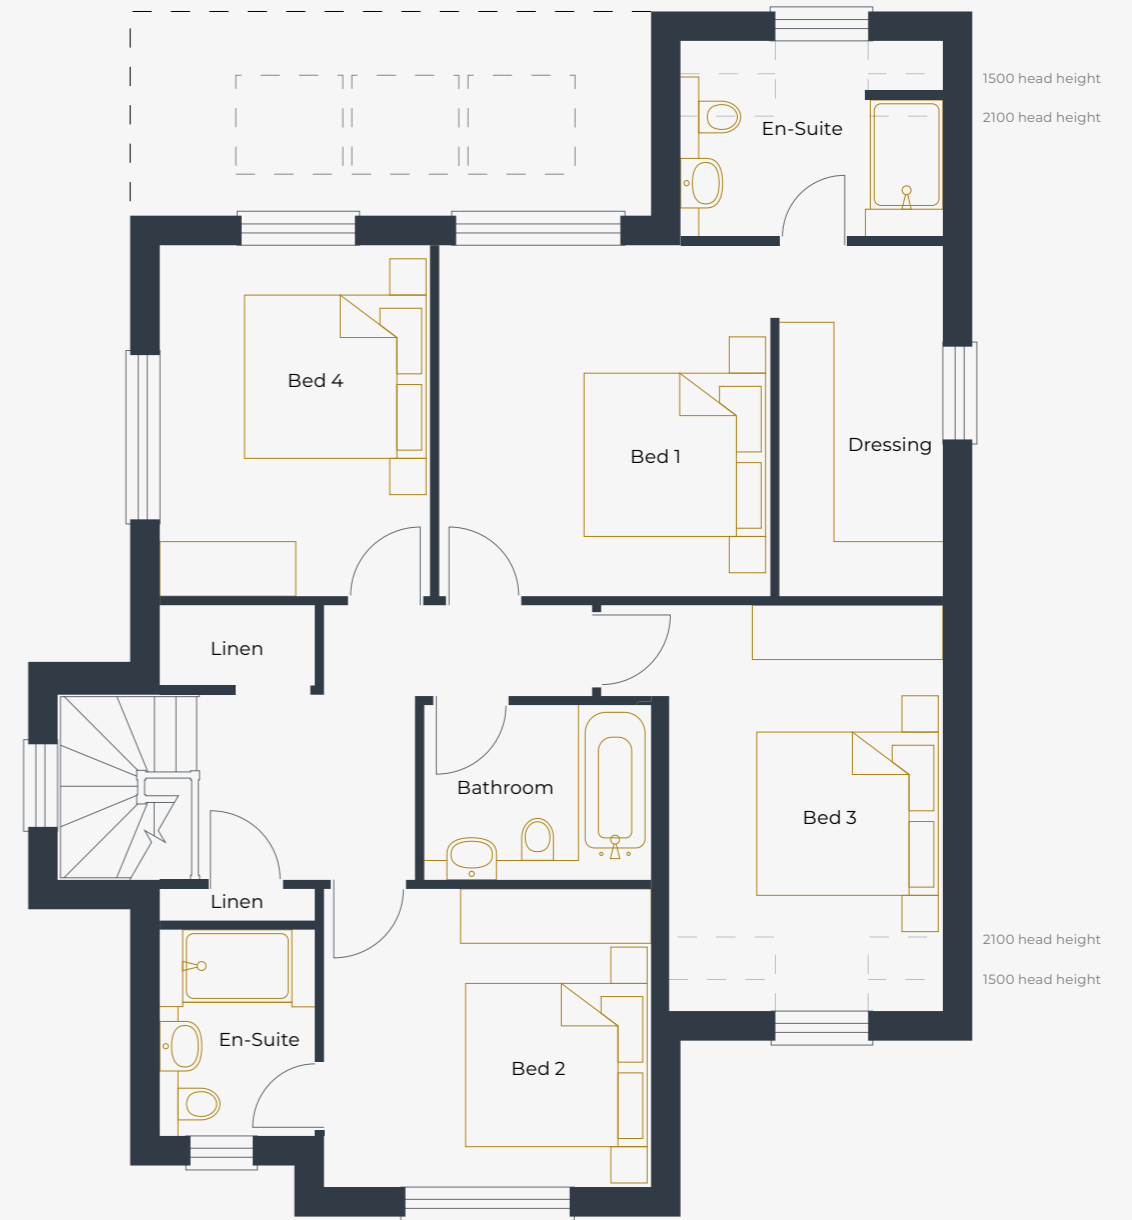 1500 head height
2100 head height
En-Suite
Bed 4
Bed 1
Dressing
Linen
Bathroom
Bed 3
Linen
2100 head height
1500 head height
En-Suite
Bed 2